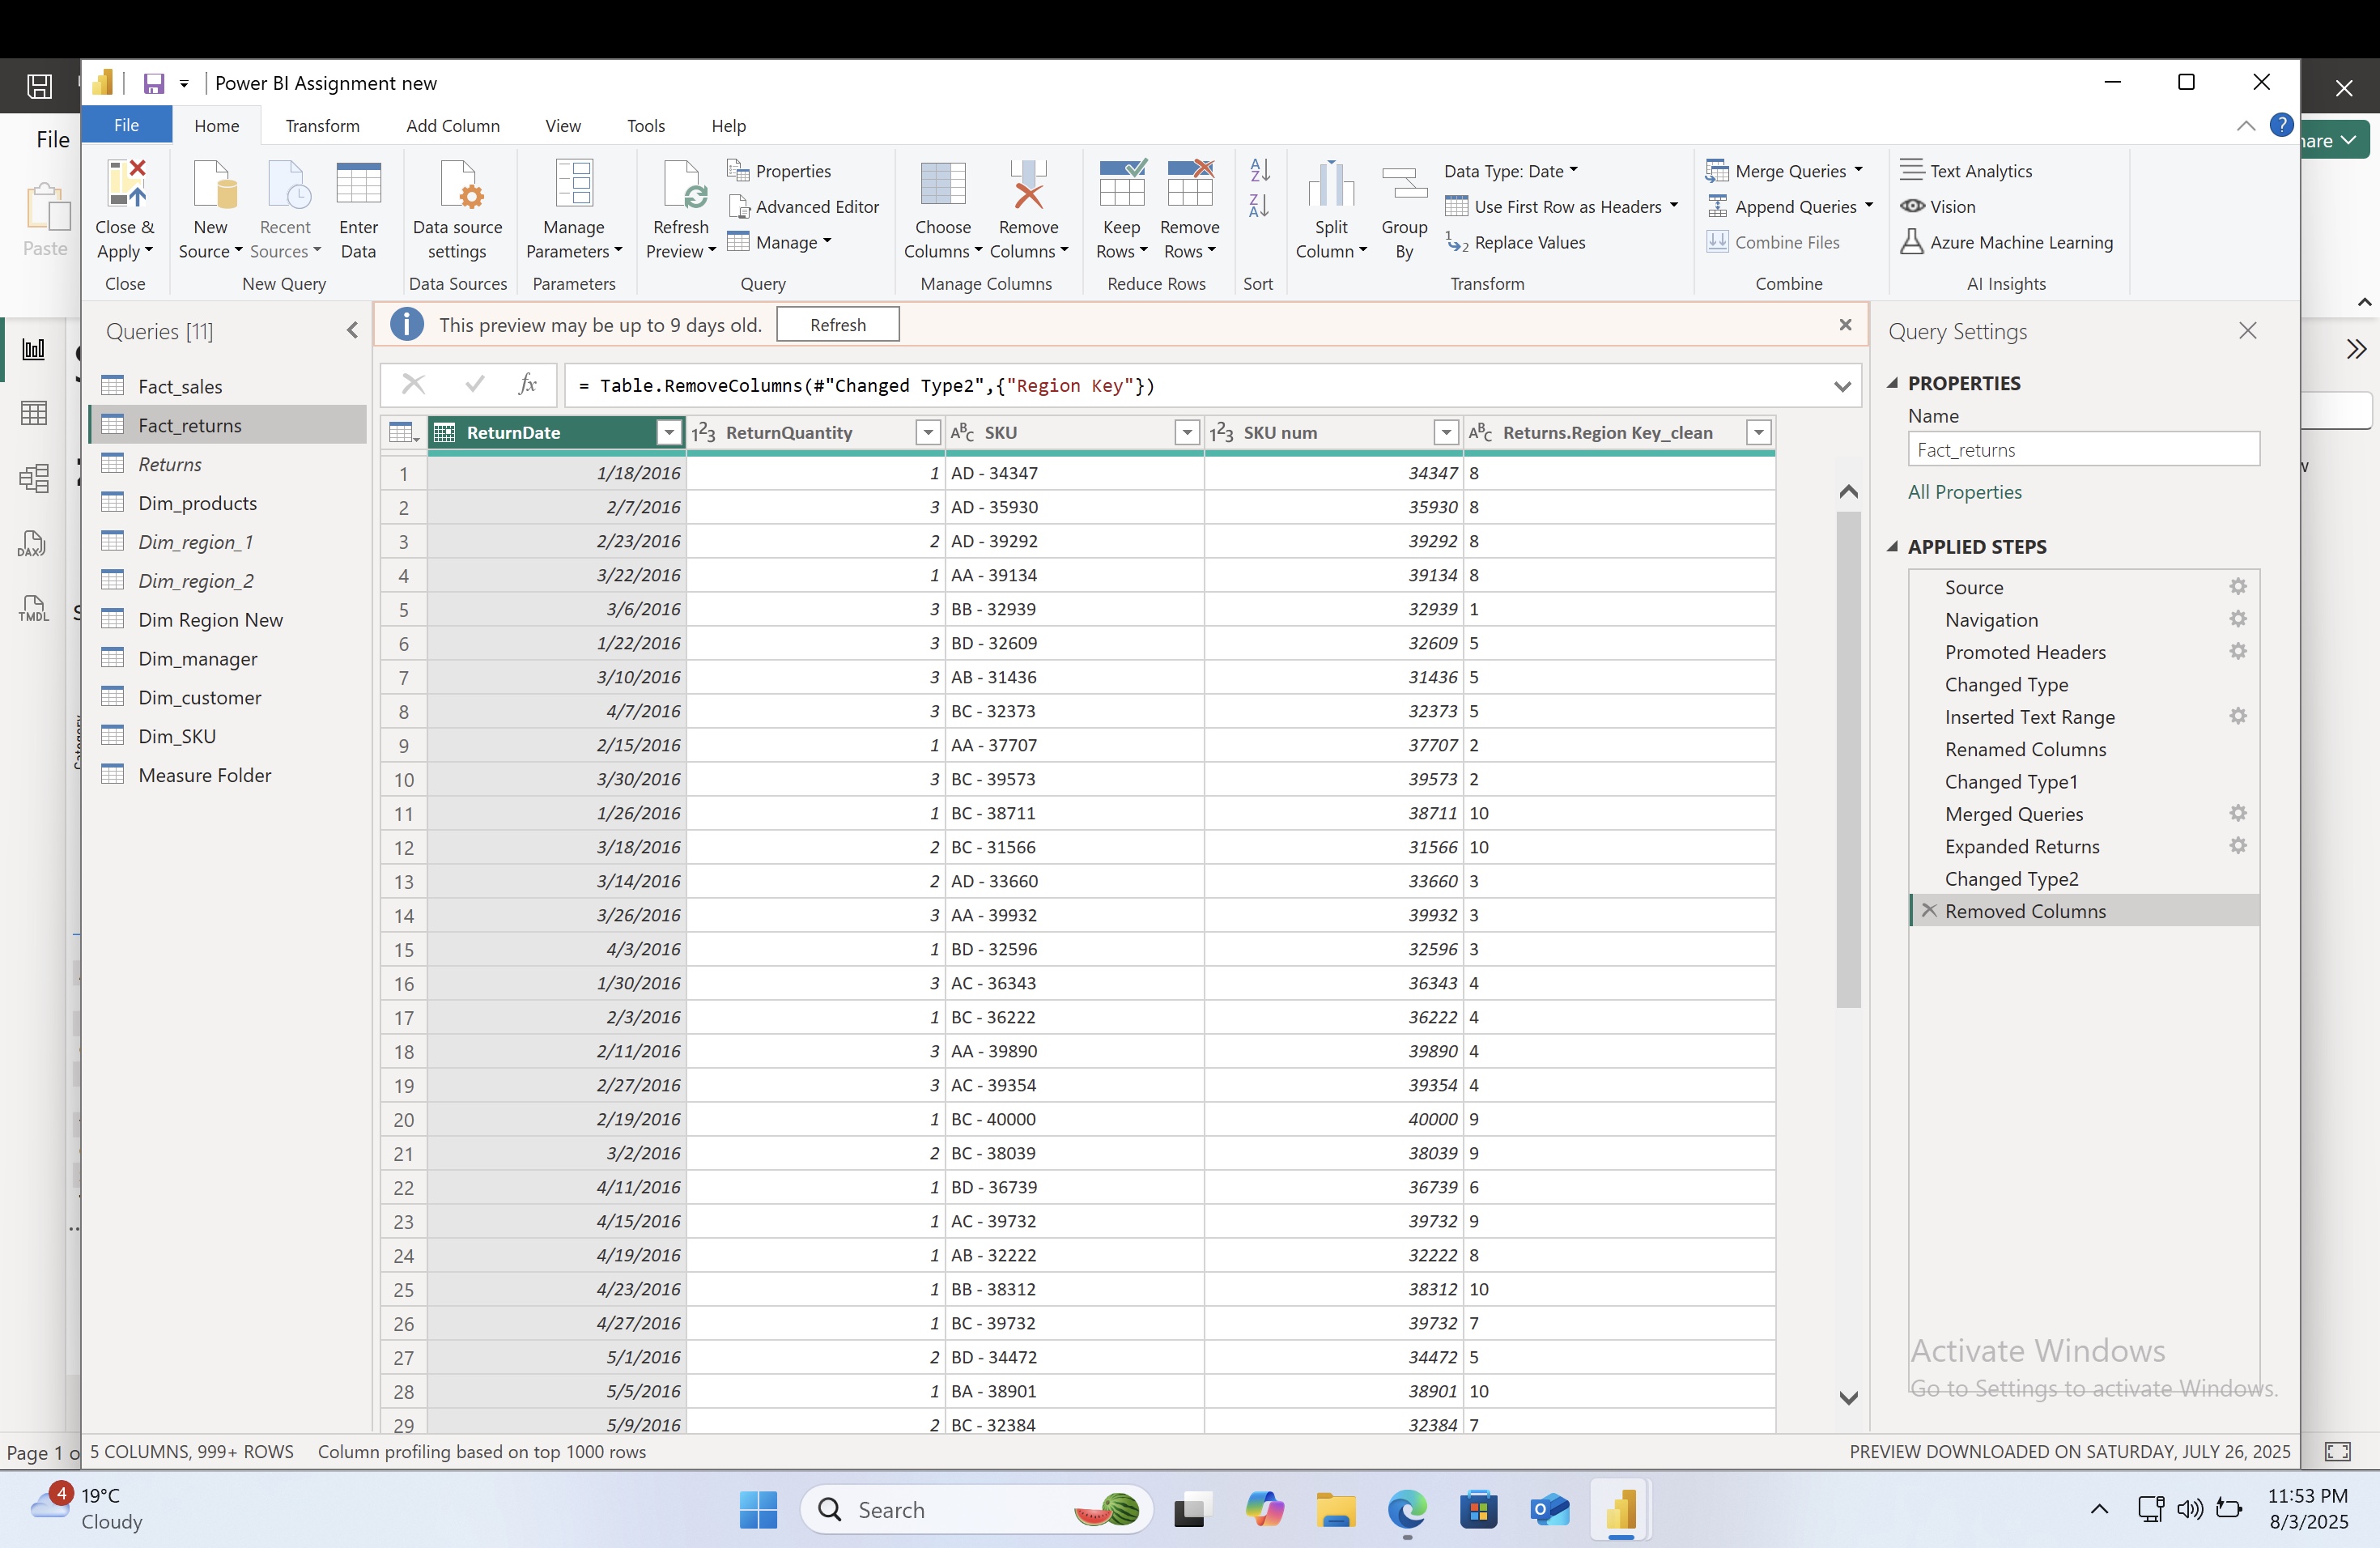 Power BI Assignment new
File
File
Home
Transform
Add Column
View
Tools
Help
Paste
Close & Apply
New Source
Recent Sources
Enter Data
Data source settings
Manage Parameters
Refresh Preview
Properties
Advanced Editor
Manage
Choose Columns
Remove Columns
Keep Rows
Remove Rows
Split Column
Group By
Data Type: Date
Use First Row as Headers
Replace Values
Merge Queries
Append Queries
Combine Files
Text Analytics
Vision
Azure Machine Learning
Close
New Query
Data Sources
Parameters
Query
Manage Columns
Reduce Rows
Sort
Transform
Combine
AI Insights
Queries [11]
This preview may be up to 9 days old.
Refresh
= Table.RemoveColumns(#"Changed Type2",{"Region Key"})
Fact_sales
Fact_returns
Returns
Dim_products
Dim_region_1
Dim_region_2
Dim Region New
Dim_manager
Dim_customer
Dim_SKU
Measure Folder
DAX
TMDL
ReturnDate ReturnQuantity SKU SKU num Returns.Region Key_clean
1 1/18/2016 1 AD - 34347 34347 8
2 2/7/2016 3 AD - 35930 35930 8
3 2/23/2016 2 AD - 39292 39292 8
4 3/22/2016 1 AA - 39134 39134 8
5 3/6/2016 3 BB - 32939 32939 1
6 1/22/2016 3 BD - 32609 32609 5
7 3/10/2016 3 AB - 31436 31436 5
8 4/7/2016 3 BC - 32373 32373 5
9 2/15/2016 1 AA - 37707 37707 2
10 3/30/2016 3 BC - 39573 39573 2
11 1/26/2016 1 BC - 38711 38711 10
12 3/18/2016 2 BC - 31566 31566 10
13 3/14/2016 2 AD - 33660 33660 3
14 3/26/2016 3 AA - 39932 39932 3
15 4/3/2016 1 BD - 32596 32596 3
16 1/30/2016 3 AC - 36343 36343 4
17 2/3/2016 1 BC - 36222 36222 4
18 2/11/2016 3 AA - 39890 39890 4
19 2/27/2016 3 AC - 39354 39354 4
20 2/19/2016 1 BC - 40000 40000 9
21 3/2/2016 2 BC - 38039 38039 9
22 4/11/2016 1 BD - 36739 36739 6
23 4/15/2016 1 AC - 39732 39732 9
24 4/19/2016 1 AB - 32222 32222 8
25 4/23/2016 1 BB - 38312 38312 10
26 4/27/2016 1 BC - 39732 39732 7
27 5/1/2016 2 BD - 34472 34472 5
28 5/5/2016 1 BA - 38901 38901 10
29 5/9/2016 2 BC - 32384 32384 7
Query Settings
PROPERTIES
Name
Fact_returns
All Properties
APPLIED STEPS
Source
Navigation
Promoted Headers
Changed Type
Inserted Text Range
Renamed Columns
Changed Type1
Merged Queries
Expanded Returns
Changed Type2
Removed Columns
Activate Windows
Go to Settings to activate Windows.
Page 1 o
5 COLUMNS, 999+ ROWS
Column profiling based on top 1000 rows
PREVIEW DOWNLOADED ON SATURDAY, JULY 26, 2025
4
19°C
Cloudy
Search
11:53 PM
8/3/2025